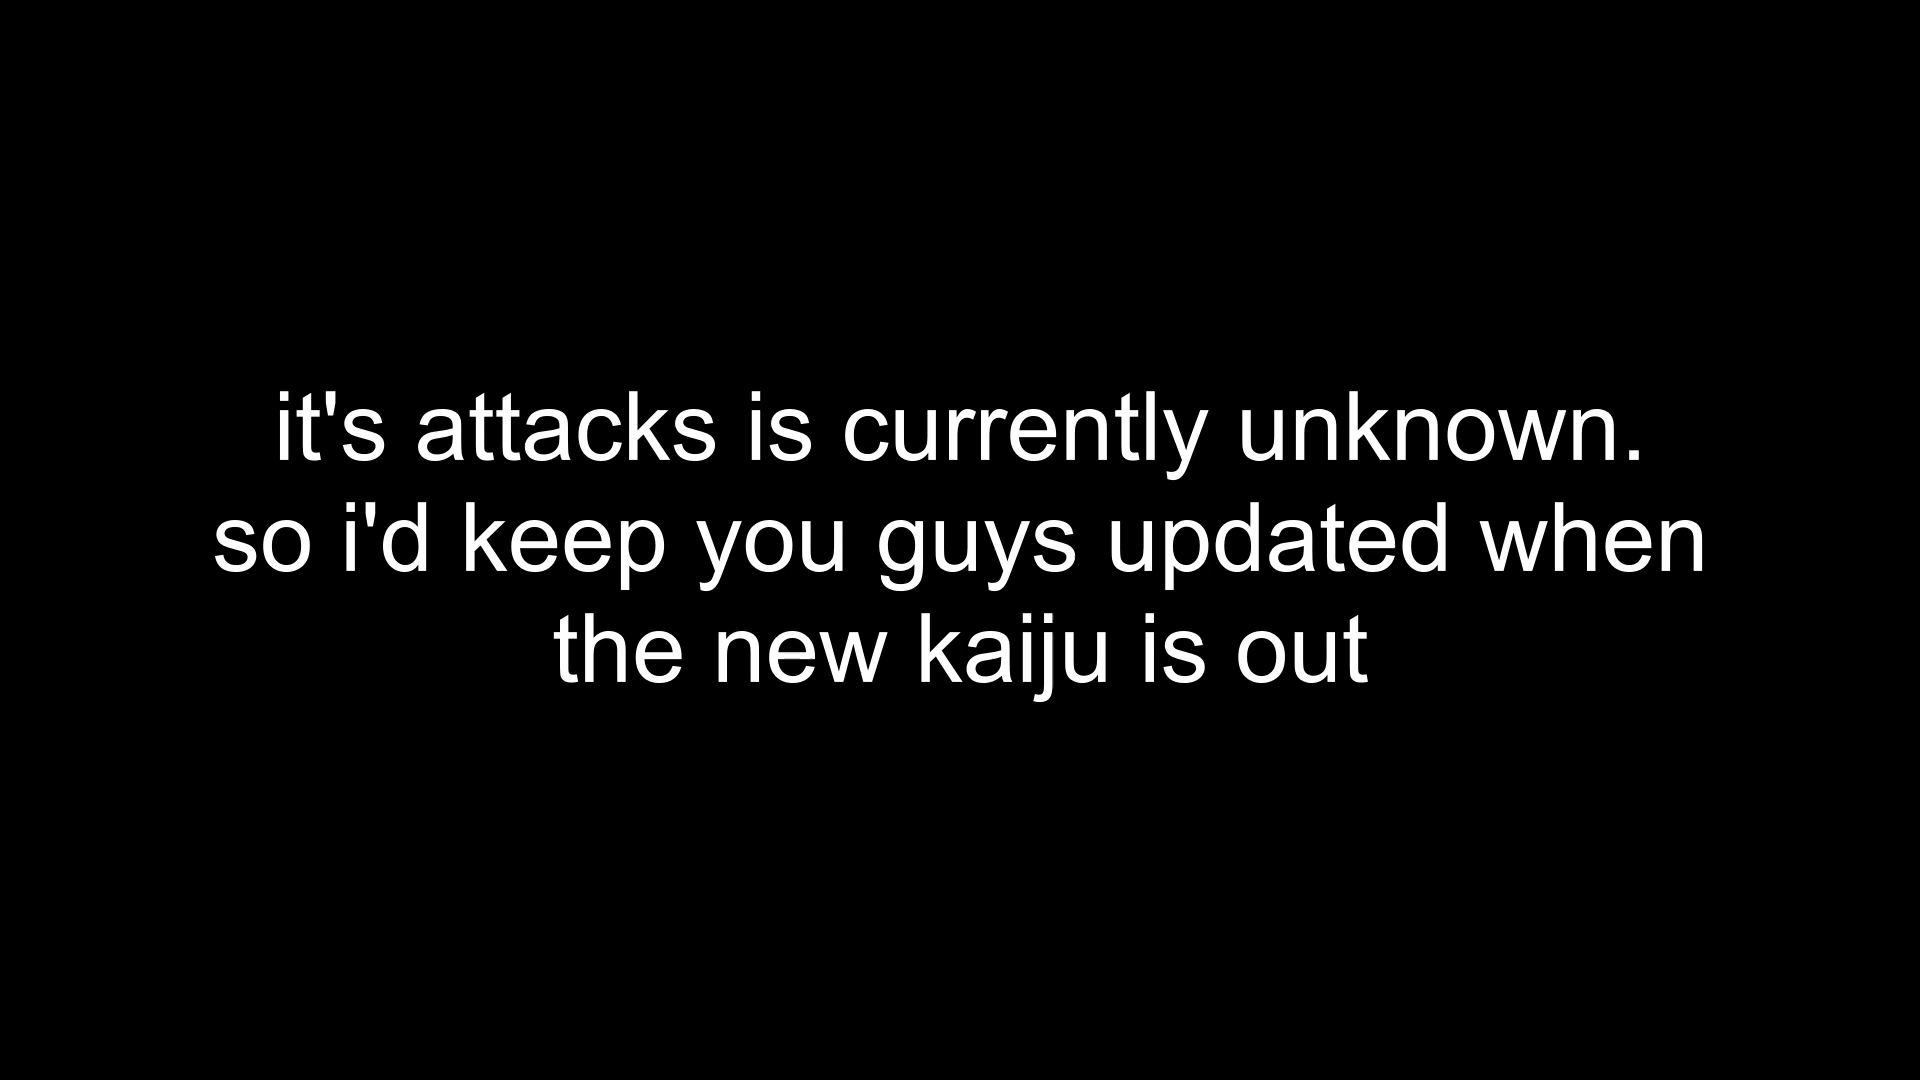 it's attacks is currently unknown.
so i'd keep you guys updated when
the new kaiju is out